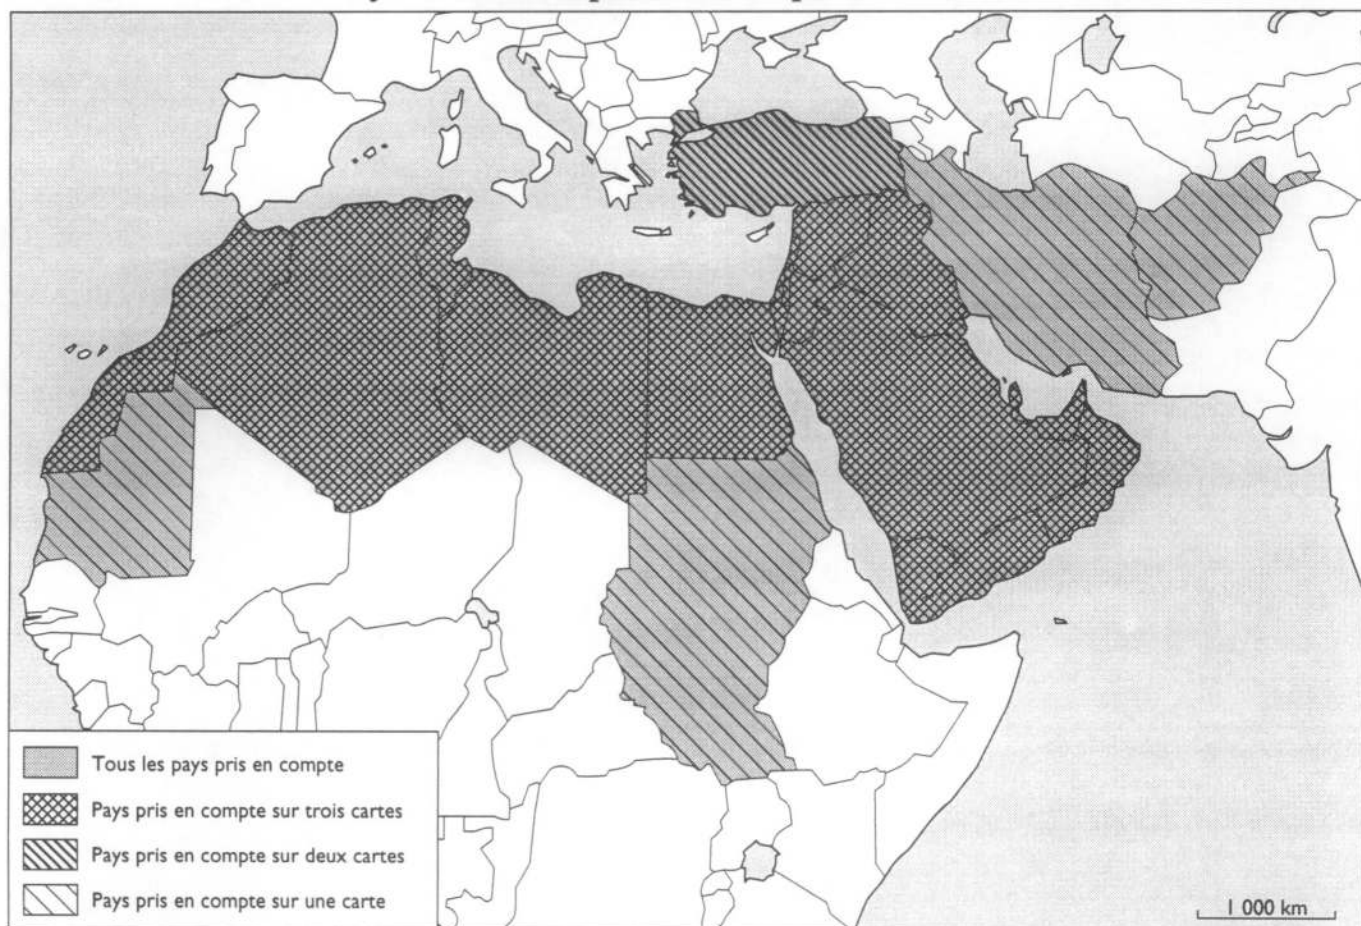 Tous les pays pris en compte
Pays pris en compte sur trois cartes
Pays pris en compte sur deux cartes
Pays pris en compte sur une carte
1 000 km